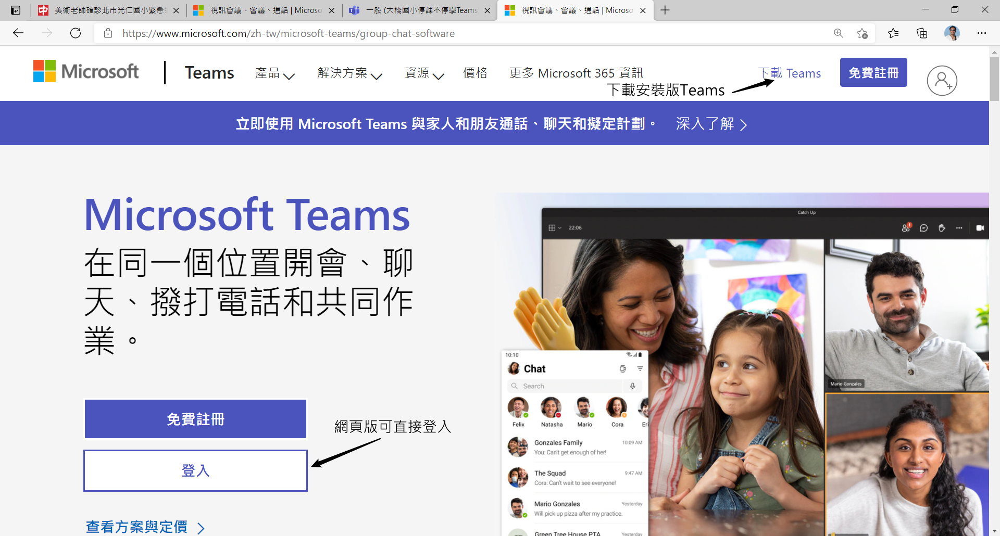 美術老師確診北市光仁國小緊急
視訊會議、會議、通話 | Microso
一般 (大橋國小停課不停學Teams
視訊會議、會議、通話 | Microso
https://www.microsoft.com/zh-tw/microsoft-teams/group-chat-software
Microsoft
Teams
產品
解決方案
資源
價格
更多 Microsoft 365 資訊
下載 Teams
免費註冊
下載安裝版Teams
立即使用 Microsoft Teams 與家人和朋友通話、聊天和擬定計劃。 深入了解
Microsoft Teams
在同一個位置開會、聊
天、撥打電話和共同作
業。
免費註冊
網頁版可直接登入
登入
查看方案與定價
Catch Up
22:06
1
Mario Gonzales
10:10
Chat
Search
Felix
Natasha
Mario
Cora
Eri
Gonzales Family 10:09 AM
You: Can't get enough of her!
The Squad 9:47 AM
Cora: Can't wait to see everyone!
Mario Gonzales Yesterday
Will pick up pizza after my practice.
Green Tree House PTA Yesterday